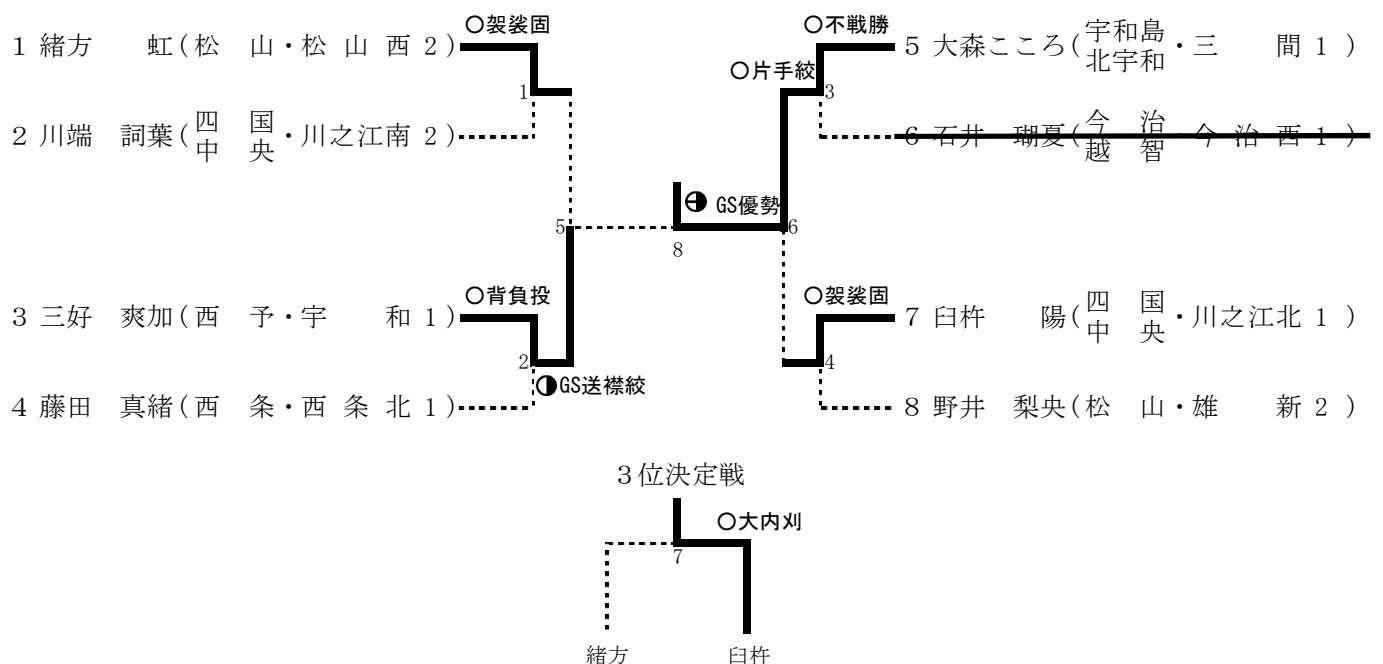 ○袈裟固
1 緒方 虹(松 山・松 山 西 2)
1
2 川端 詞葉(四 国 中 央・川之江南 2)
5
○背負投
3 三好 爽加(西 予・宇 和 1)
2
GS送襟絞
4 藤田 真緒(西 条・西 条 北 1)
GS優勢
8
○不戦勝
5 大森こころ(宇和島 北宇和・三 間 1)
○片手絞
3
6 石井 瑚夏(今 治 越 智・今 治 西 1)
6
○袈裟固
7 臼杵 陽(四 国 中 央・川之江北 1)
4
8 野井 梨央(松 山・雄 新 2)
3位決定戦
○大内刈
7
緒方 臼杵